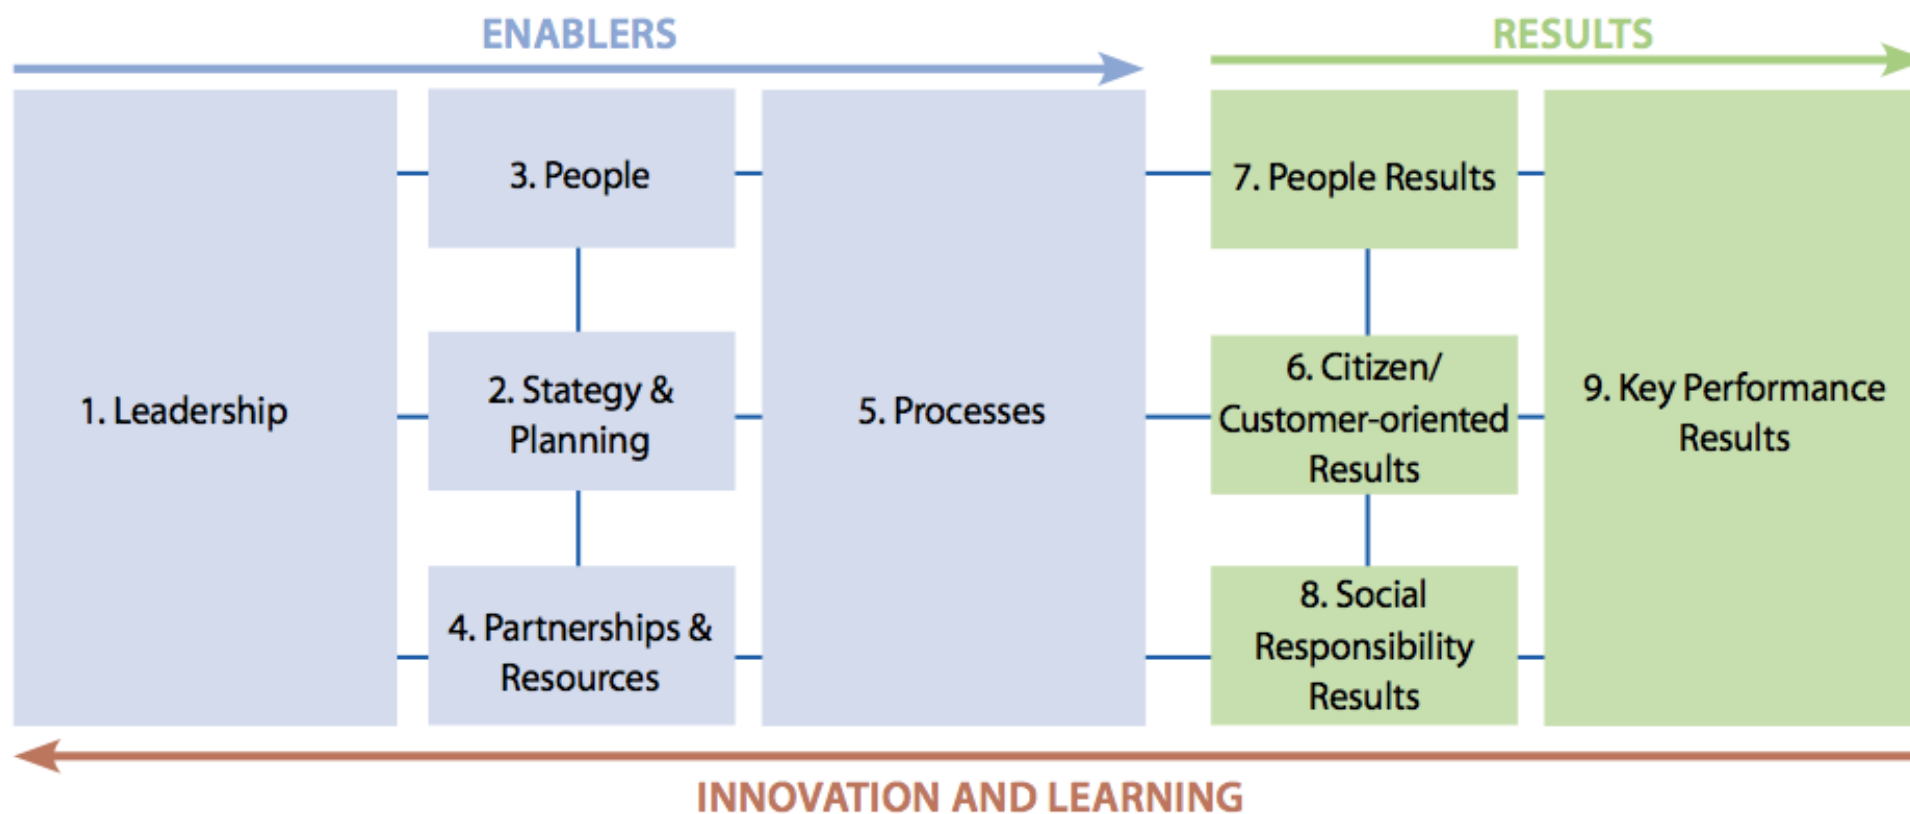 ENABLERS
RESULTS
1. Leadership
3. People
2. Stategy &
Planning
4. Partnerships &
Resources
5. Processes
7. People Results
6. Citizen/
Customer-oriented
Results
8. Social
Responsibility
Results
9. Key Performance
Results
INNOVATION AND LEARNING